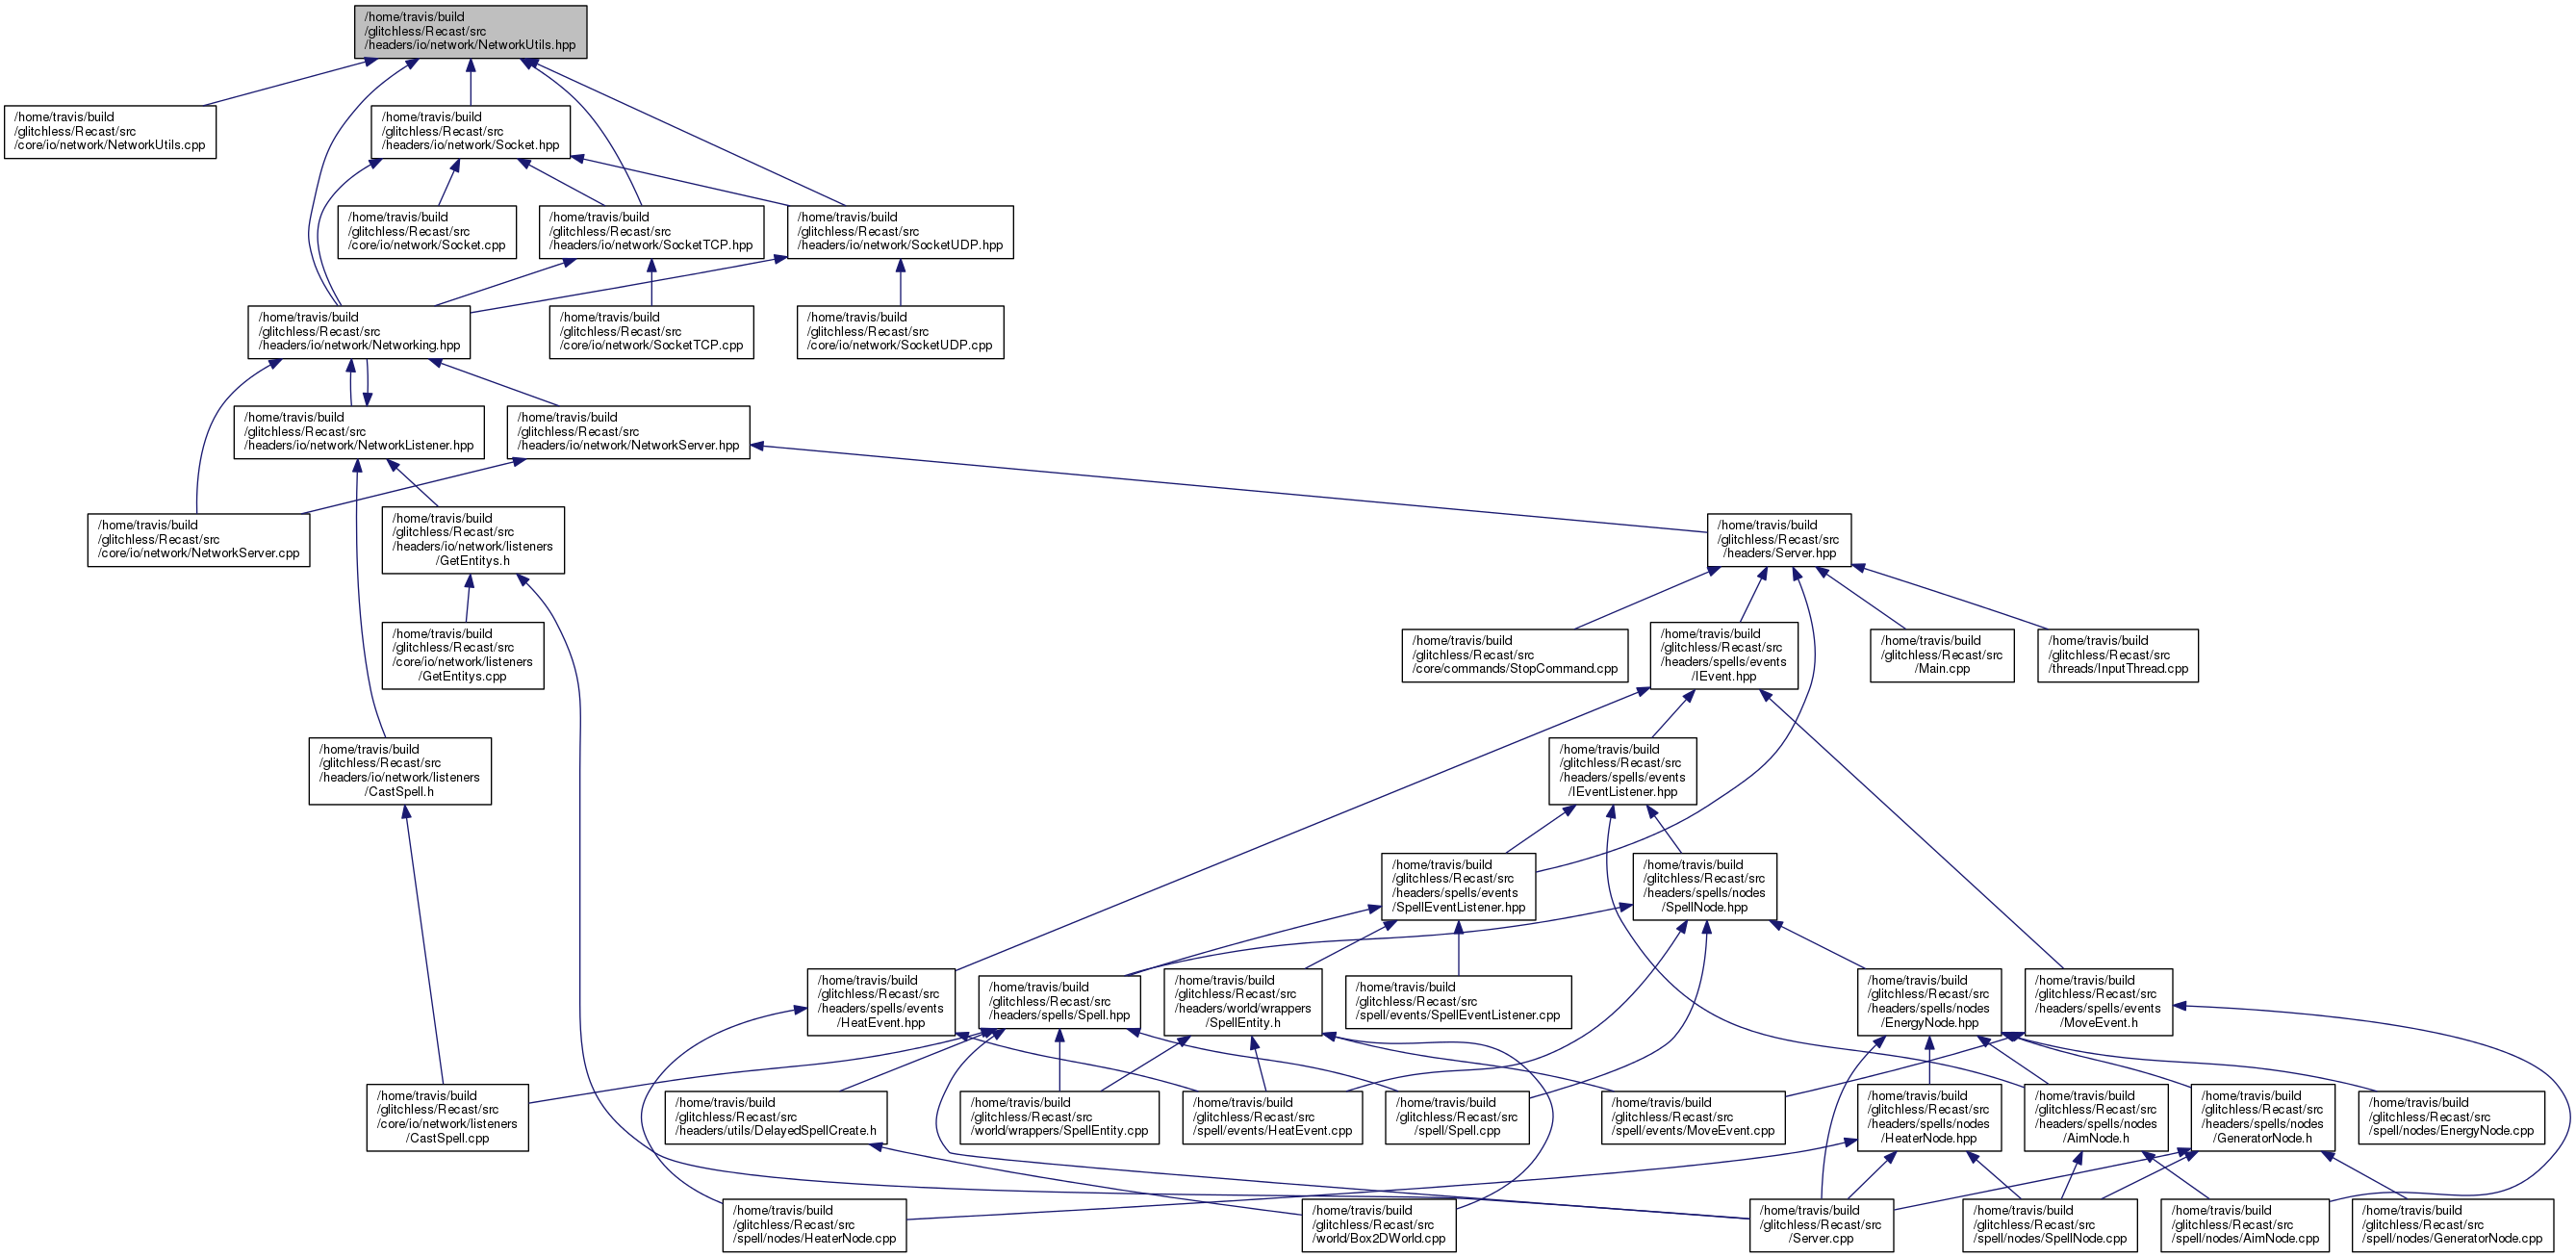 /home/travis/build
/glitchless/Recast/src
/headers/io/network/NetworkUtils.hpp
/home/travis/build
/glitchless/Recast/src
/core/io/network/NetworkUtils.cpp
/home/travis/build
/glitchless/Recast/src
/headers/io/network/Socket.hpp
/home/travis/build
/glitchless/Recast/src
/core/io/network/Socket.cpp
/home/travis/build
/glitchless/Recast/src
/headers/io/network/SocketTCP.hpp
/home/travis/build
/glitchless/Recast/src
/headers/io/network/SocketUDP.hpp
/home/travis/build
/glitchless/Recast/src
/headers/io/network/Networking.hpp
/home/travis/build
/glitchless/Recast/src
/core/io/network/SocketTCP.cpp
/home/travis/build
/glitchless/Recast/src
/core/io/network/SocketUDP.cpp
/home/travis/build
/glitchless/Recast/src
/headers/io/network/NetworkListener.hpp
/home/travis/build
/glitchless/Recast/src
/headers/io/network/NetworkServer.hpp
/home/travis/build
/glitchless/Recast/src
/core/io/network/NetworkServer.cpp
/home/travis/build
/glitchless/Recast/src
/headers/io/network/listeners
/GetEntitys.h
/home/travis/build
/glitchless/Recast/src
/headers/Server.hpp
/home/travis/build
/glitchless/Recast/src
/core/io/network/listeners
/GetEntitys.cpp
/home/travis/build
/glitchless/Recast/src
/core/commands/StopCommand.cpp
/home/travis/build
/glitchless/Recast/src
/headers/spells/events
/IEvent.hpp
/home/travis/build
/glitchless/Recast/src
/Main.cpp
/home/travis/build
/glitchless/Recast/src
/threads/InputThread.cpp
/home/travis/build
/glitchless/Recast/src
/headers/io/network/listeners
/CastSpell.h
/home/travis/build
/glitchless/Recast/src
/headers/spells/events
/IEventListener.hpp
/home/travis/build
/glitchless/Recast/src
/headers/spells/events
/SpellEventListener.hpp
/home/travis/build
/glitchless/Recast/src
/headers/spells/nodes
/SpellNode.hpp
/home/travis/build
/glitchless/Recast/src
/headers/spells/events
/HeatEvent.hpp
/home/travis/build
/glitchless/Recast/src
/headers/spells/Spell.hpp
/home/travis/build
/glitchless/Recast/src
/headers/world/wrappers
/SpellEntity.h
/home/travis/build
/glitchless/Recast/src
/spell/events/SpellEventListener.cpp
/home/travis/build
/glitchless/Recast/src
/headers/spells/nodes
/EnergyNode.hpp
/home/travis/build
/glitchless/Recast/src
/headers/spells/events
/MoveEvent.h
/home/travis/build
/glitchless/Recast/src
/core/io/network/listeners
/CastSpell.cpp
/home/travis/build
/glitchless/Recast/src
/headers/utils/DelayedSpellCreate.h
/home/travis/build
/glitchless/Recast/src
/world/wrappers/SpellEntity.cpp
/home/travis/build
/glitchless/Recast/src
/spell/events/HeatEvent.cpp
/home/travis/build
/glitchless/Recast/src
/spell/Spell.cpp
/home/travis/build
/glitchless/Recast/src
/spell/events/MoveEvent.cpp
/home/travis/build
/glitchless/Recast/src
/headers/spells/nodes
/HeaterNode.hpp
/home/travis/build
/glitchless/Recast/src
/headers/spells/nodes
/AimNode.h
/home/travis/build
/glitchless/Recast/src
/headers/spells/nodes
/GeneratorNode.h
/home/travis/build
/glitchless/Recast/src
/spell/nodes/EnergyNode.cpp
/home/travis/build
/glitchless/Recast/src
/spell/nodes/HeaterNode.cpp
/home/travis/build
/glitchless/Recast/src
/world/Box2DWorld.cpp
/home/travis/build
/glitchless/Recast/src
/Server.cpp
/home/travis/build
/glitchless/Recast/src
/spell/nodes/SpellNode.cpp
/home/travis/build
/glitchless/Recast/src
/spell/nodes/AimNode.cpp
/home/travis/build
/glitchless/Recast/src
/spell/nodes/GeneratorNode.cpp